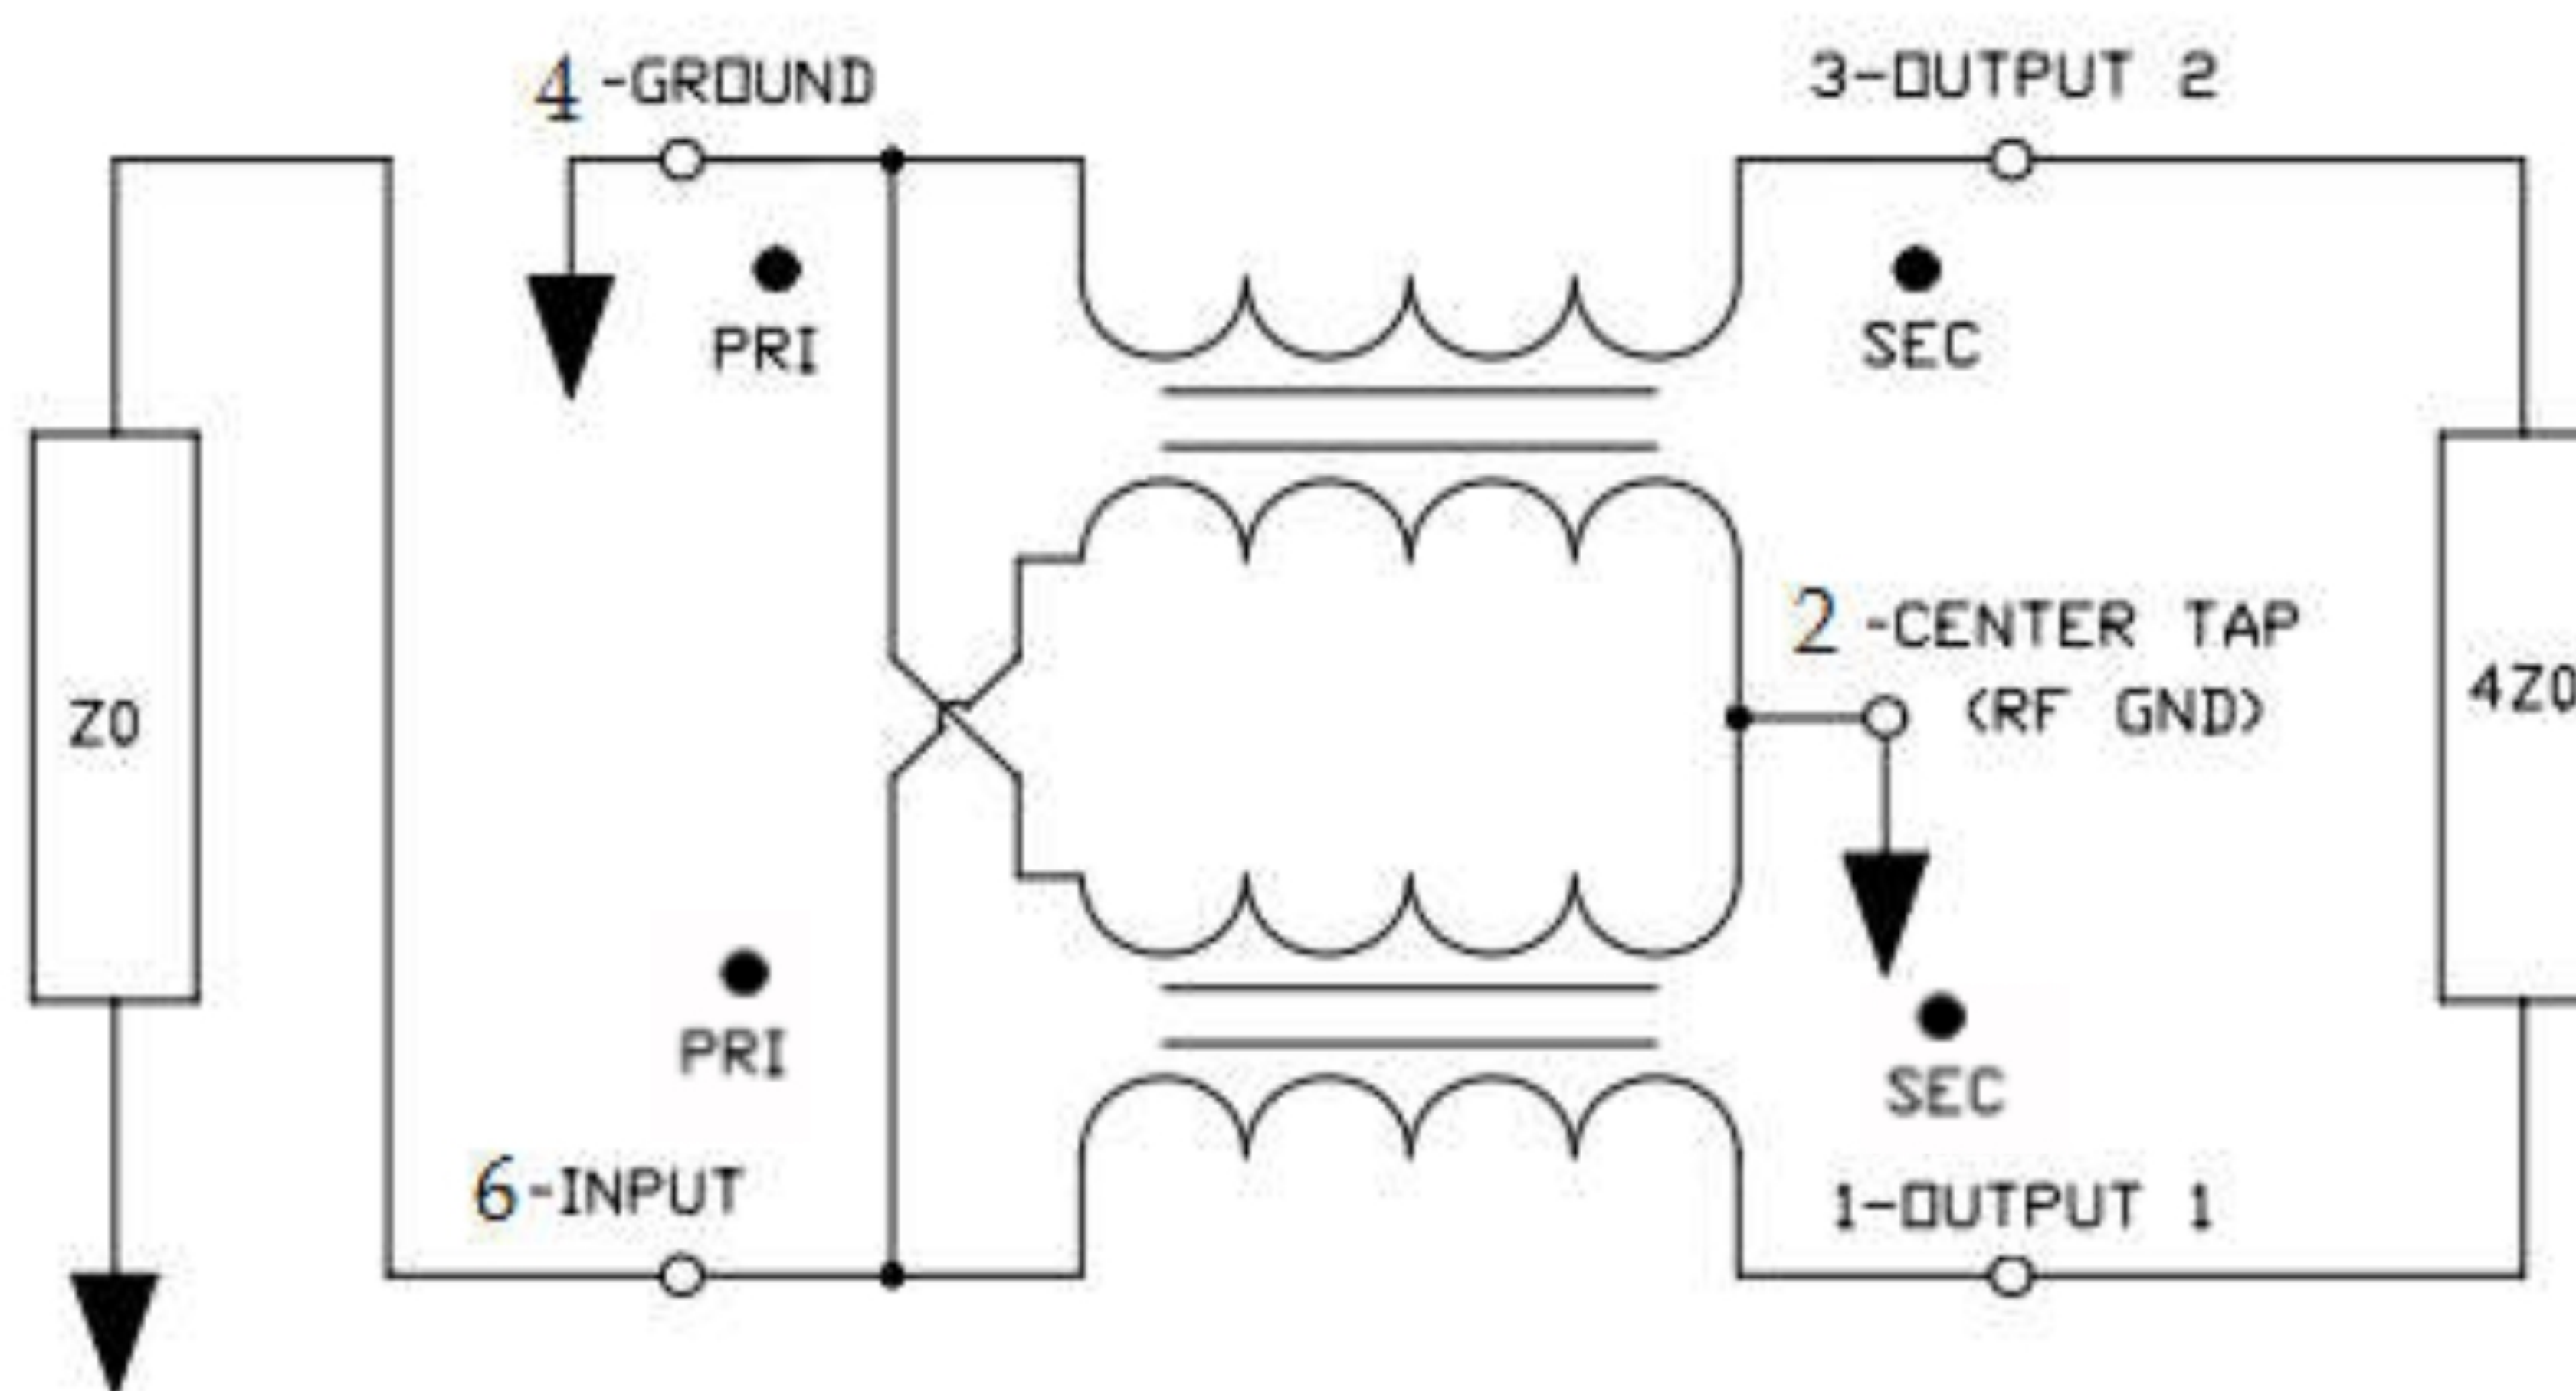 4 -GROUND
3-OUTPUT 2
PRI
SEC
2 -CENTER TAP
(RF GND)
Z0
4Z0
PRI
SEC
6-INPUT
1-OUTPUT 1